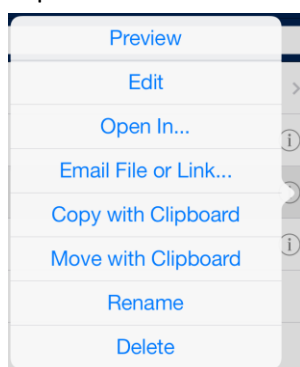 Preview
Edit
Open In...
Email File or Link...
Copy with Clipboard
Move with Clipboard
Rename
Delete